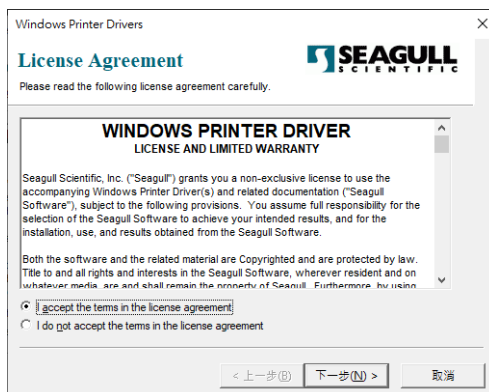 Windows Printer Drivers
License Agreement
SEAGULL
SCIENTIFIC
Please read the following license agreement carefully.
WINDOWS PRINTER DRIVER
LICENSE AND LIMITED WARRANTY
Seagull Scientific, Inc. ("Seagull") grants you a non-exclusive license to use the
accompanying Windows Printer Driver(s) and related documentation ("Seagull
Software"), subject to the following provisions. You assume full responsibility for the
selection of the Seagull Software to achieve your intended results, and for the
installation, use, and results obtained from the Seagull Software.
Both the software and the related material are Copyrighted and are protected by law.
Title to and all rights and interests in the Seagull Software, wherever resident and on
whatever media, are and shall remain the property of Seagull. Furthermore, by using
I accept the terms in the license agreement
I do not accept the terms in the license agreement
< 上一步(B)
下一步(N) >
取消